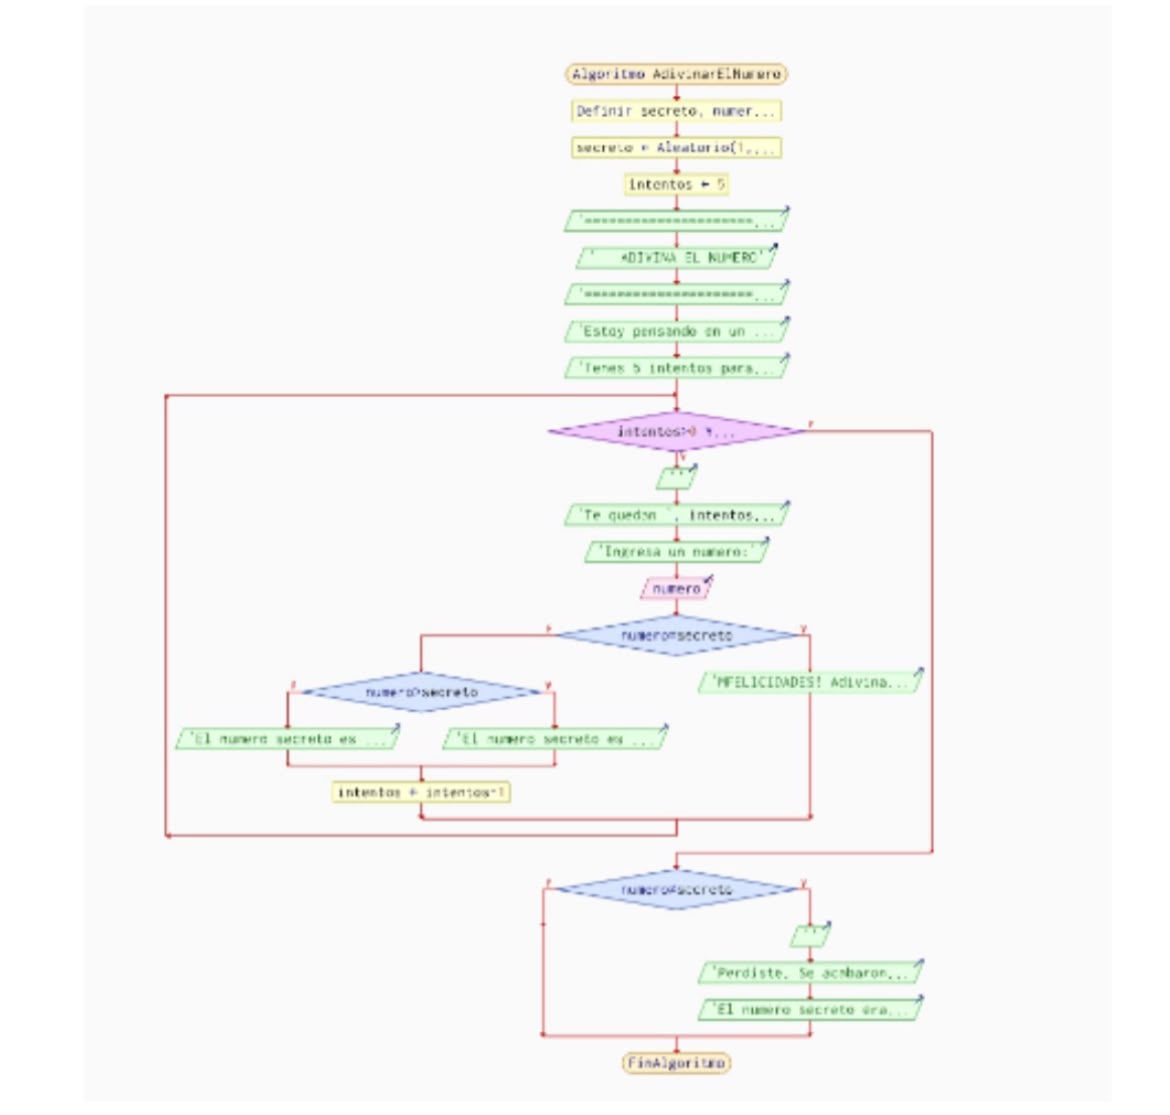 Algoritmo AdivinarElNumero
Definir secreto, numer...
secreto ← Aleatorio(1,...
intentos ← 5
'====================...
'   ADIVINA EL NUMERO'
'====================...
'Estoy pensando en un ...
'Tenes 5 intentos para...
intentos>0 Y...
F
V
''
'Te quedan ', intentos...
'Ingresa un numero:'
numero
numero=secreto
F
V
numero>secreto
F
V
'MFELICIDADES! Adivina...
'El numero secreto es ...
'El numero secreto es ...
intentos ← intentos-1
numero≠secreto
F
V
''
'Perdiste. Se acabaron...
'El numero secreto era...
FinAlgoritmo